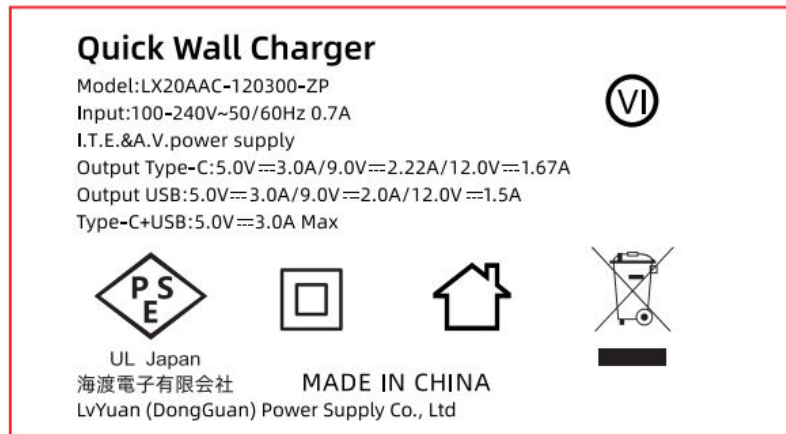 Quick Wall Charger
Model:LX20AAC-120300-ZP
Input:100-240V~50/60Hz 0.7A
VI
I.T.E.&A.V.power supply
Output Type-C:5.0V⎓3.0A/9.0V⎓2.22A/12.0V⎓1.67A
Output USB:5.0V⎓3.0A/9.0V⎓2.0A/12.0V⎓1.5A
Type-C+USB:5.0V⎓3.0A Max
PS
E
UL Japan
海渡電子有限会社
MADE IN CHINA
LvYuan (DongGuan) Power Supply Co., Ltd